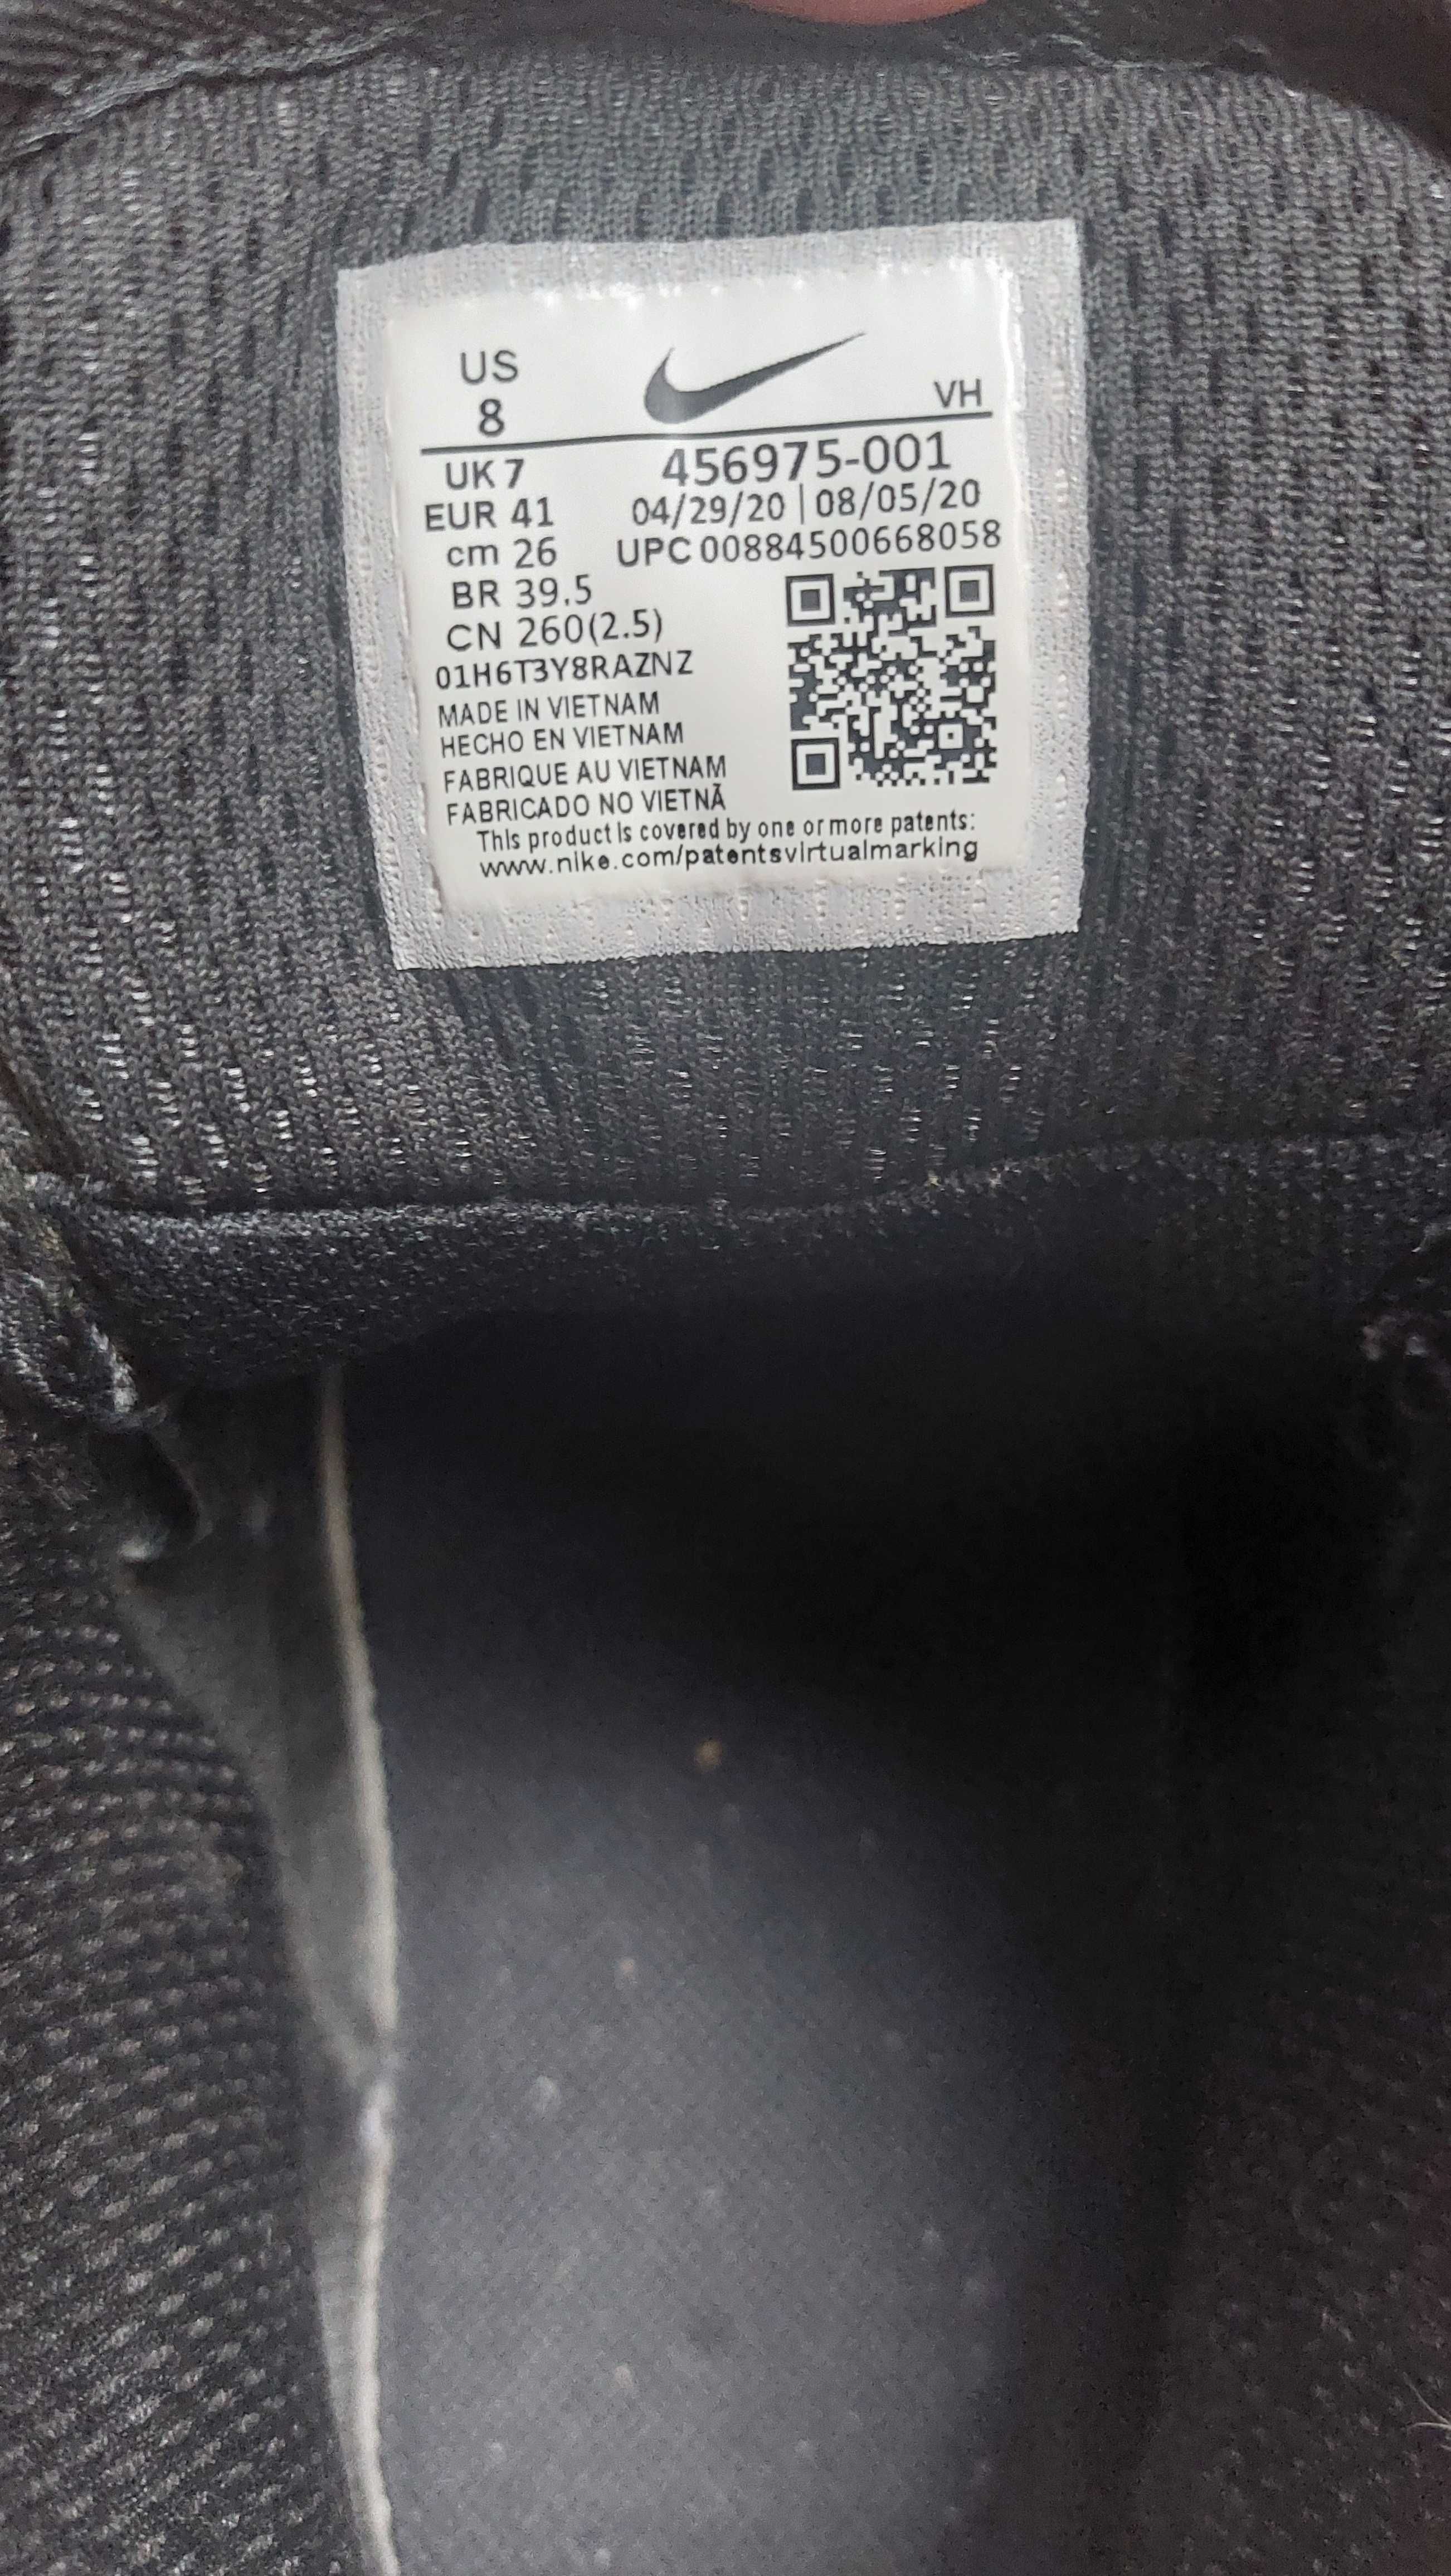 US
8
VH
UK 7
456975-001
EUR 41
04/29/20 | 08/05/20
cm 26
UPC 00884500668058
BR 39.5
CN 260(2.5)
01H6T3Y8RAZNZ
MADE IN VIETNAM
HECHO EN VIETNAM
FABRIQUE AU VIETNAM
FABRICADO NO VIETNÃ
This product is covered by one or more patents:
www.nike.com/patentsvirtualmarking